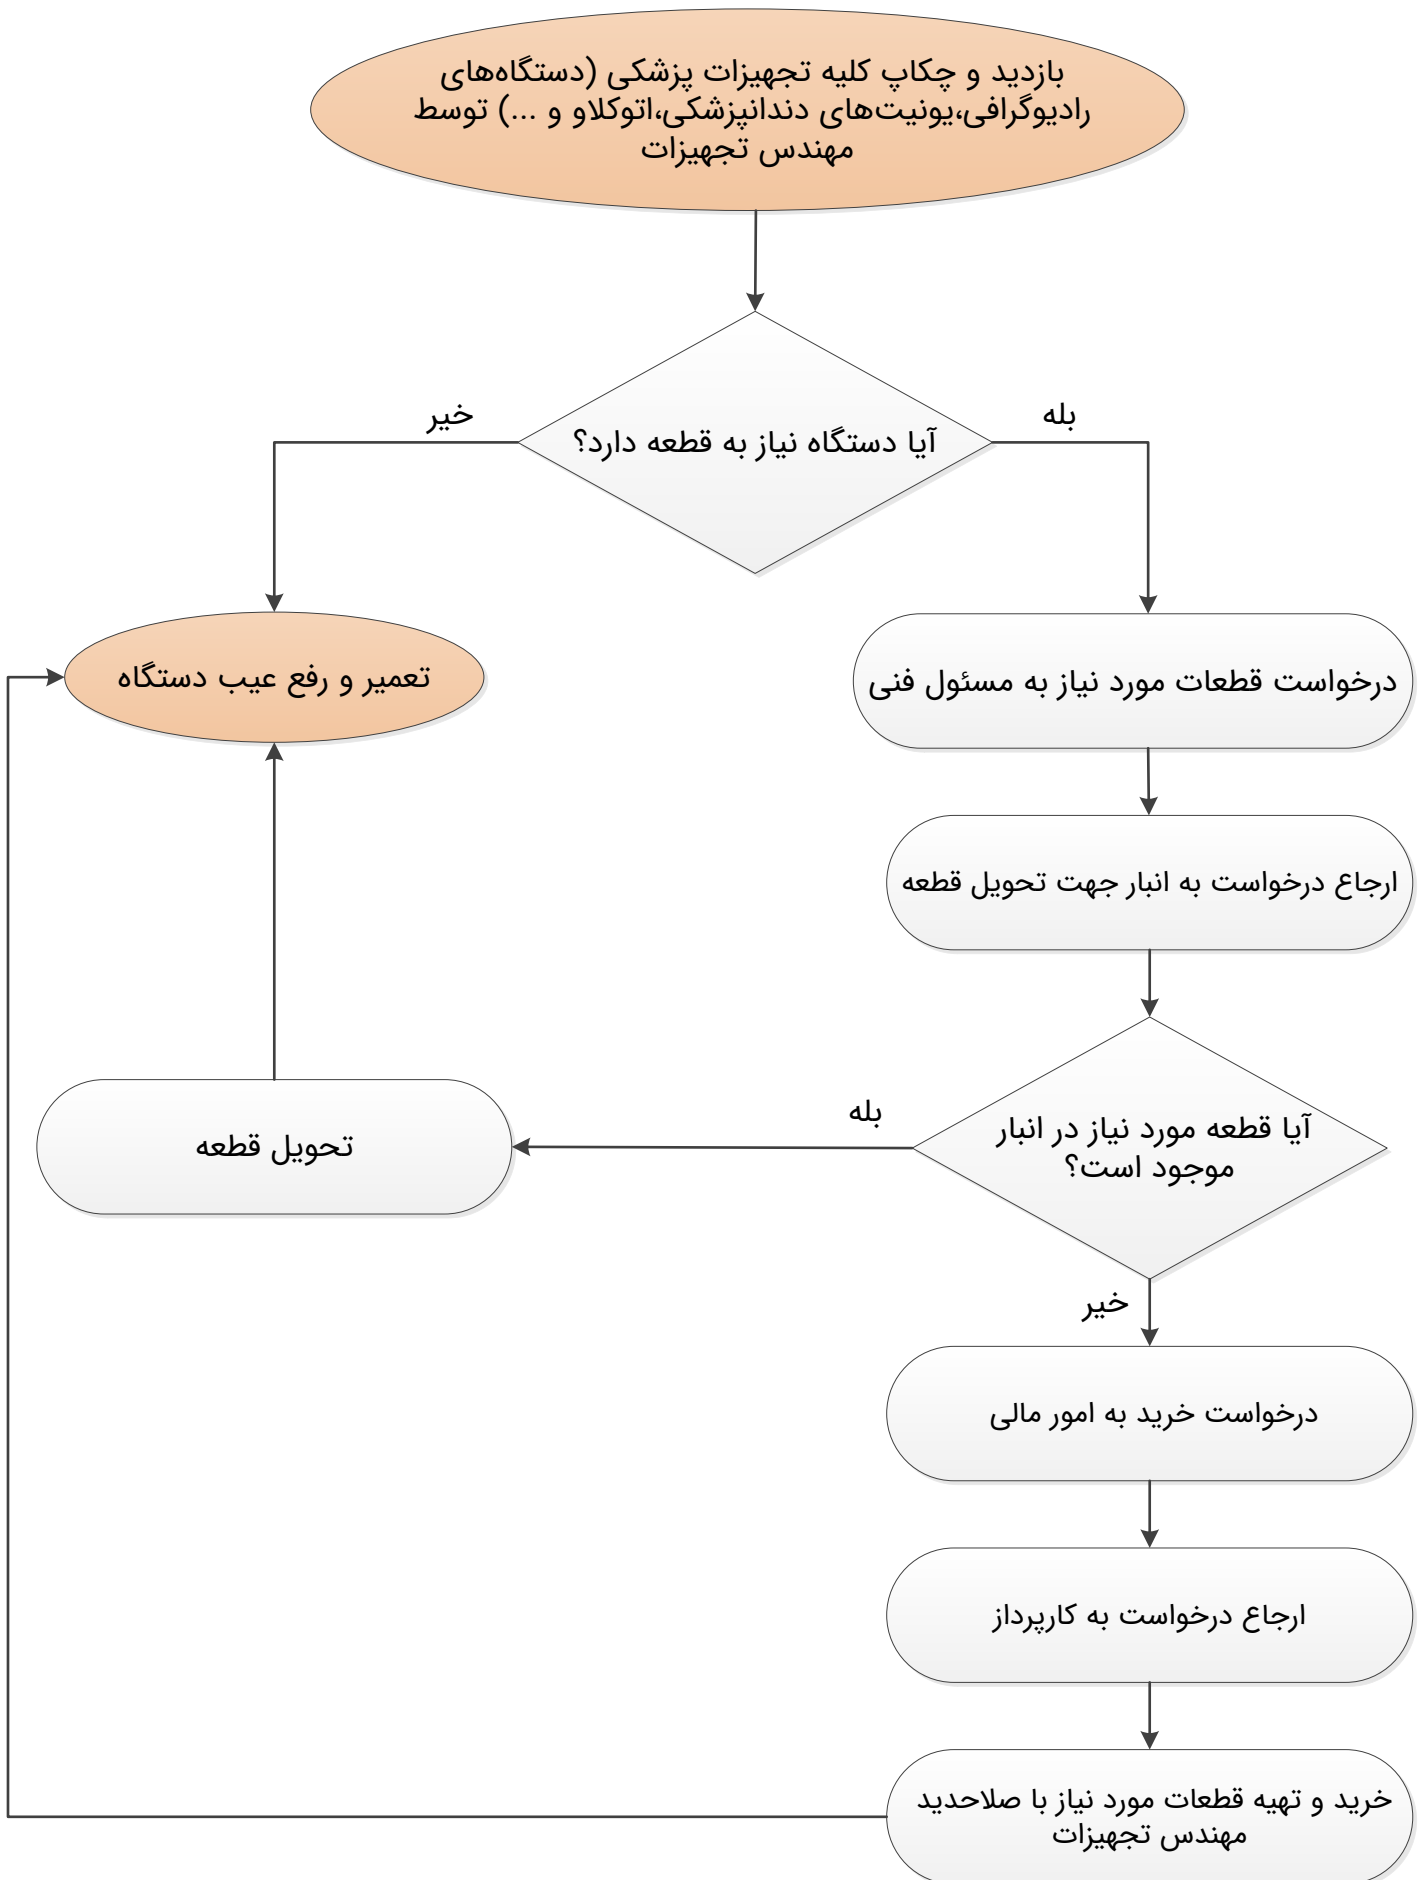 بازدید و چکاپ کلیه تجهیزات پزشکی (دستگاه‌های
رادیوگرافی،یونیت‌های دندانپزشکی،اتوکلاو و ...) توسط
مهندس تجهیزات
آیا دستگاه نیاز به قطعه دارد؟
بله
خیر
درخواست قطعات مورد نیاز به مسئول فنی
تعمیر و رفع عیب دستگاه
ارجاع درخواست به انبار جهت تحویل قطعه
آیا قطعه مورد نیاز در انبار
موجود است؟
بله
تحویل قطعه
خیر
درخواست خرید به امور مالی
ارجاع درخواست به کارپرداز
خرید و تهیه قطعات مورد نیاز با صلاحدید
مهندس تجهیزات